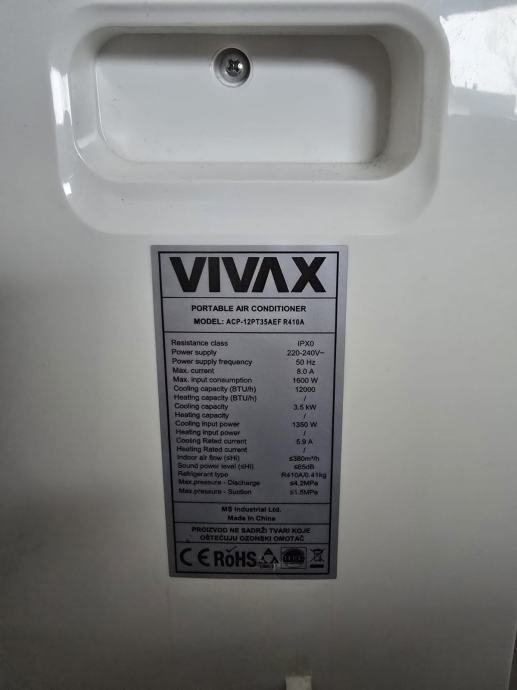 VIVAX
PORTABLE AIR CONDITIONER
MODEL: ACP-12PT35AEF R410A
Resistance class IPX0
Power supply 220-240V~
Power supply frequency 50 Hz
Max. current 8.0 A
Max. input consumption 1600 W
Cooling capacity (BTU/h) 12000
Heating capacity (BTU/h) /
Cooling capacity 3.5 kW
Heating capacity /
Cooling input power 1350 W
Heating input power /
Cooling Rated current 5.9 A
Heating Rated current /
Indoor air flow (≤Hi) ≤380m³/h
Sound power level (≤Hi) ≤65dB
Refrigerant type R410A/0.41kg
Max.pressure - Discharge ≤4.2MPa
Max.pressure - Suction ≤1.5MPa
MS Industrial Ltd.
Made in China
PROIZVOD NE SADRŽI TVARI KOJE
OŠTEĆUJU OZONSKI OMOTAČ
CE RoHS